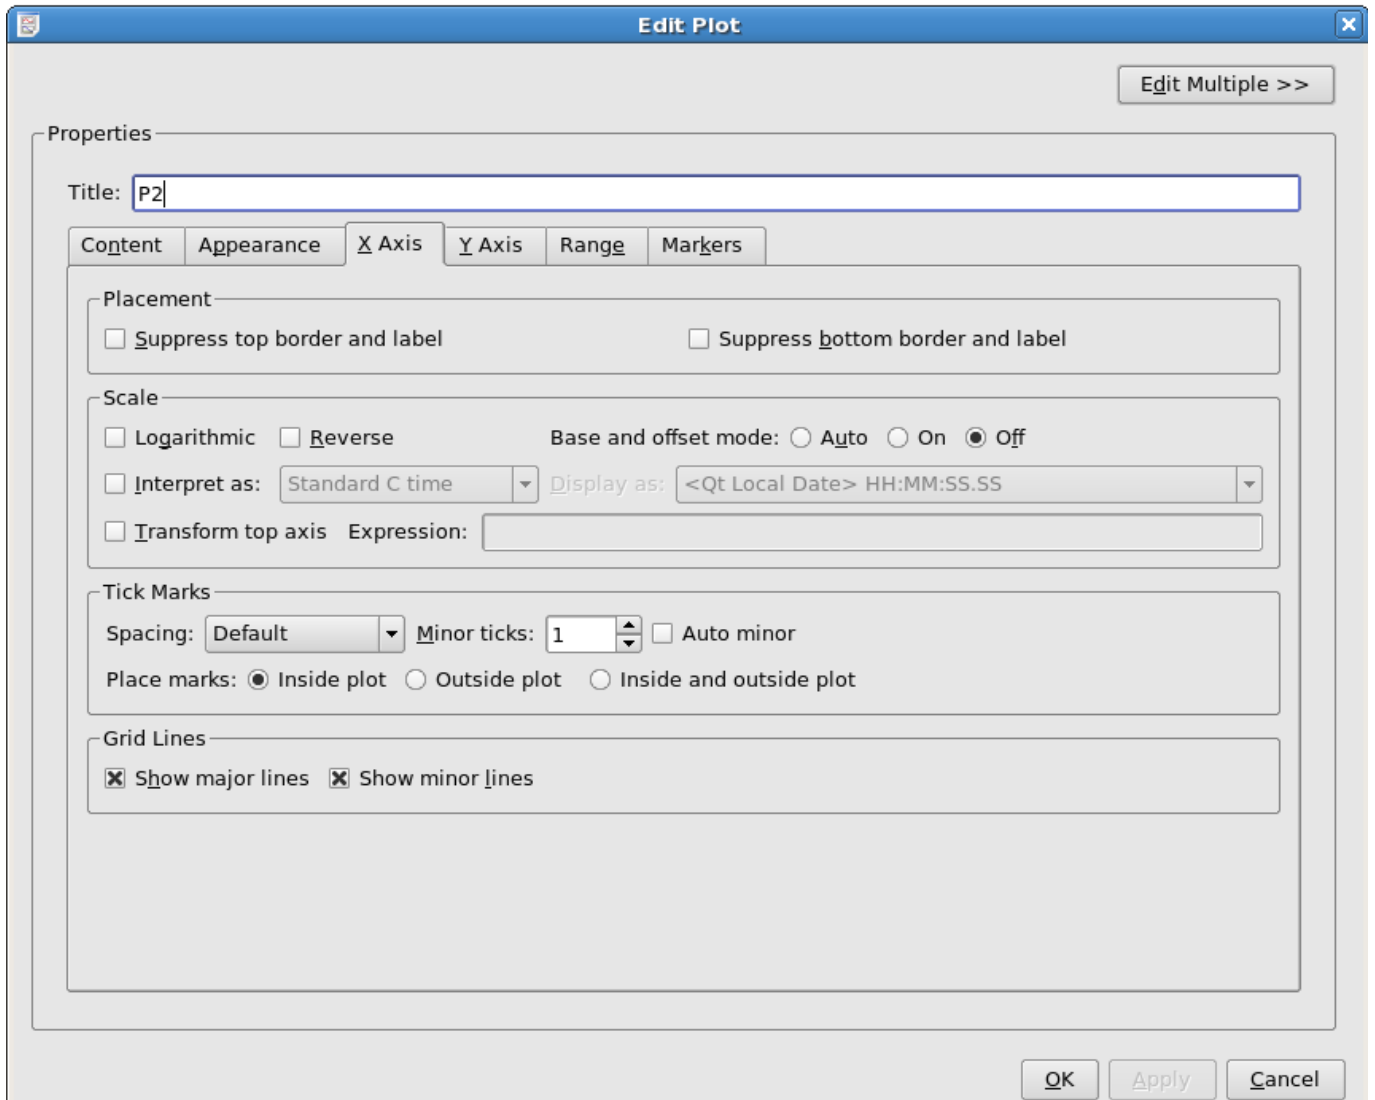 Edit Plot
Edit Multiple >>
Properties
Title: P2
Content Appearance X Axis Y Axis Range Markers
Placement
Suppress top border and label Suppress bottom border and label
Scale
Logarithmic Reverse Base and offset mode: Auto On Off
Interpret as: Standard C time Display as: <Qt Local Date> HH:MM:SS.SS
Transform top axis Expression:
Tick Marks
Spacing: Default Minor ticks: 1 Auto minor
Place marks: Inside plot Outside plot Inside and outside plot
Grid Lines
Show major lines Show minor lines
OK Apply Cancel